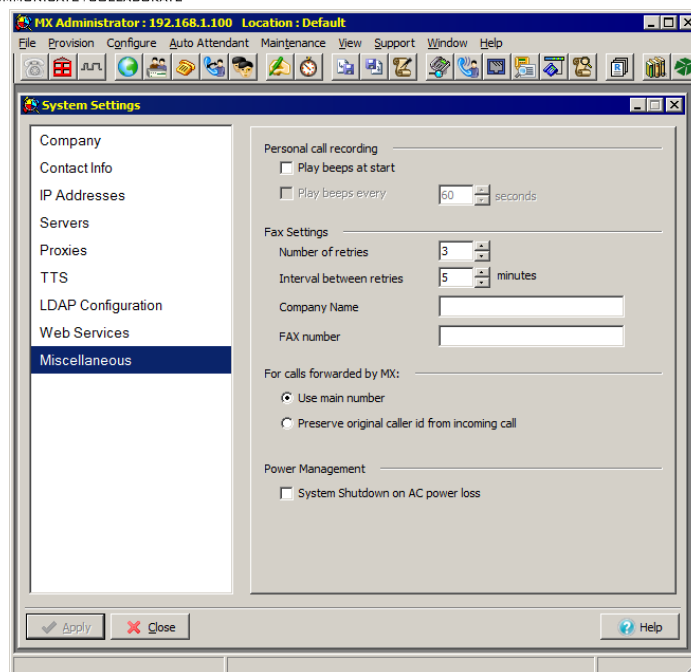 MX Administrator : 192.168.1.100 Location : Default
File Provision Configure Auto Attendant Maintenance View Support Window Help
System Settings
Company
Contact Info
IP Addresses
Servers
Proxies
TTS
LDAP Configuration
Web Services
Miscellaneous
Personal call recording
Play beeps at start
Play beeps every 60 seconds
Fax Settings
Number of retries 3
Interval between retries 5 minutes
Company Name
FAX number
For calls forwarded by MX:
Use main number
Preserve original caller id from incoming call
Power Management
System Shutdown on AC power loss
Apply Close Help